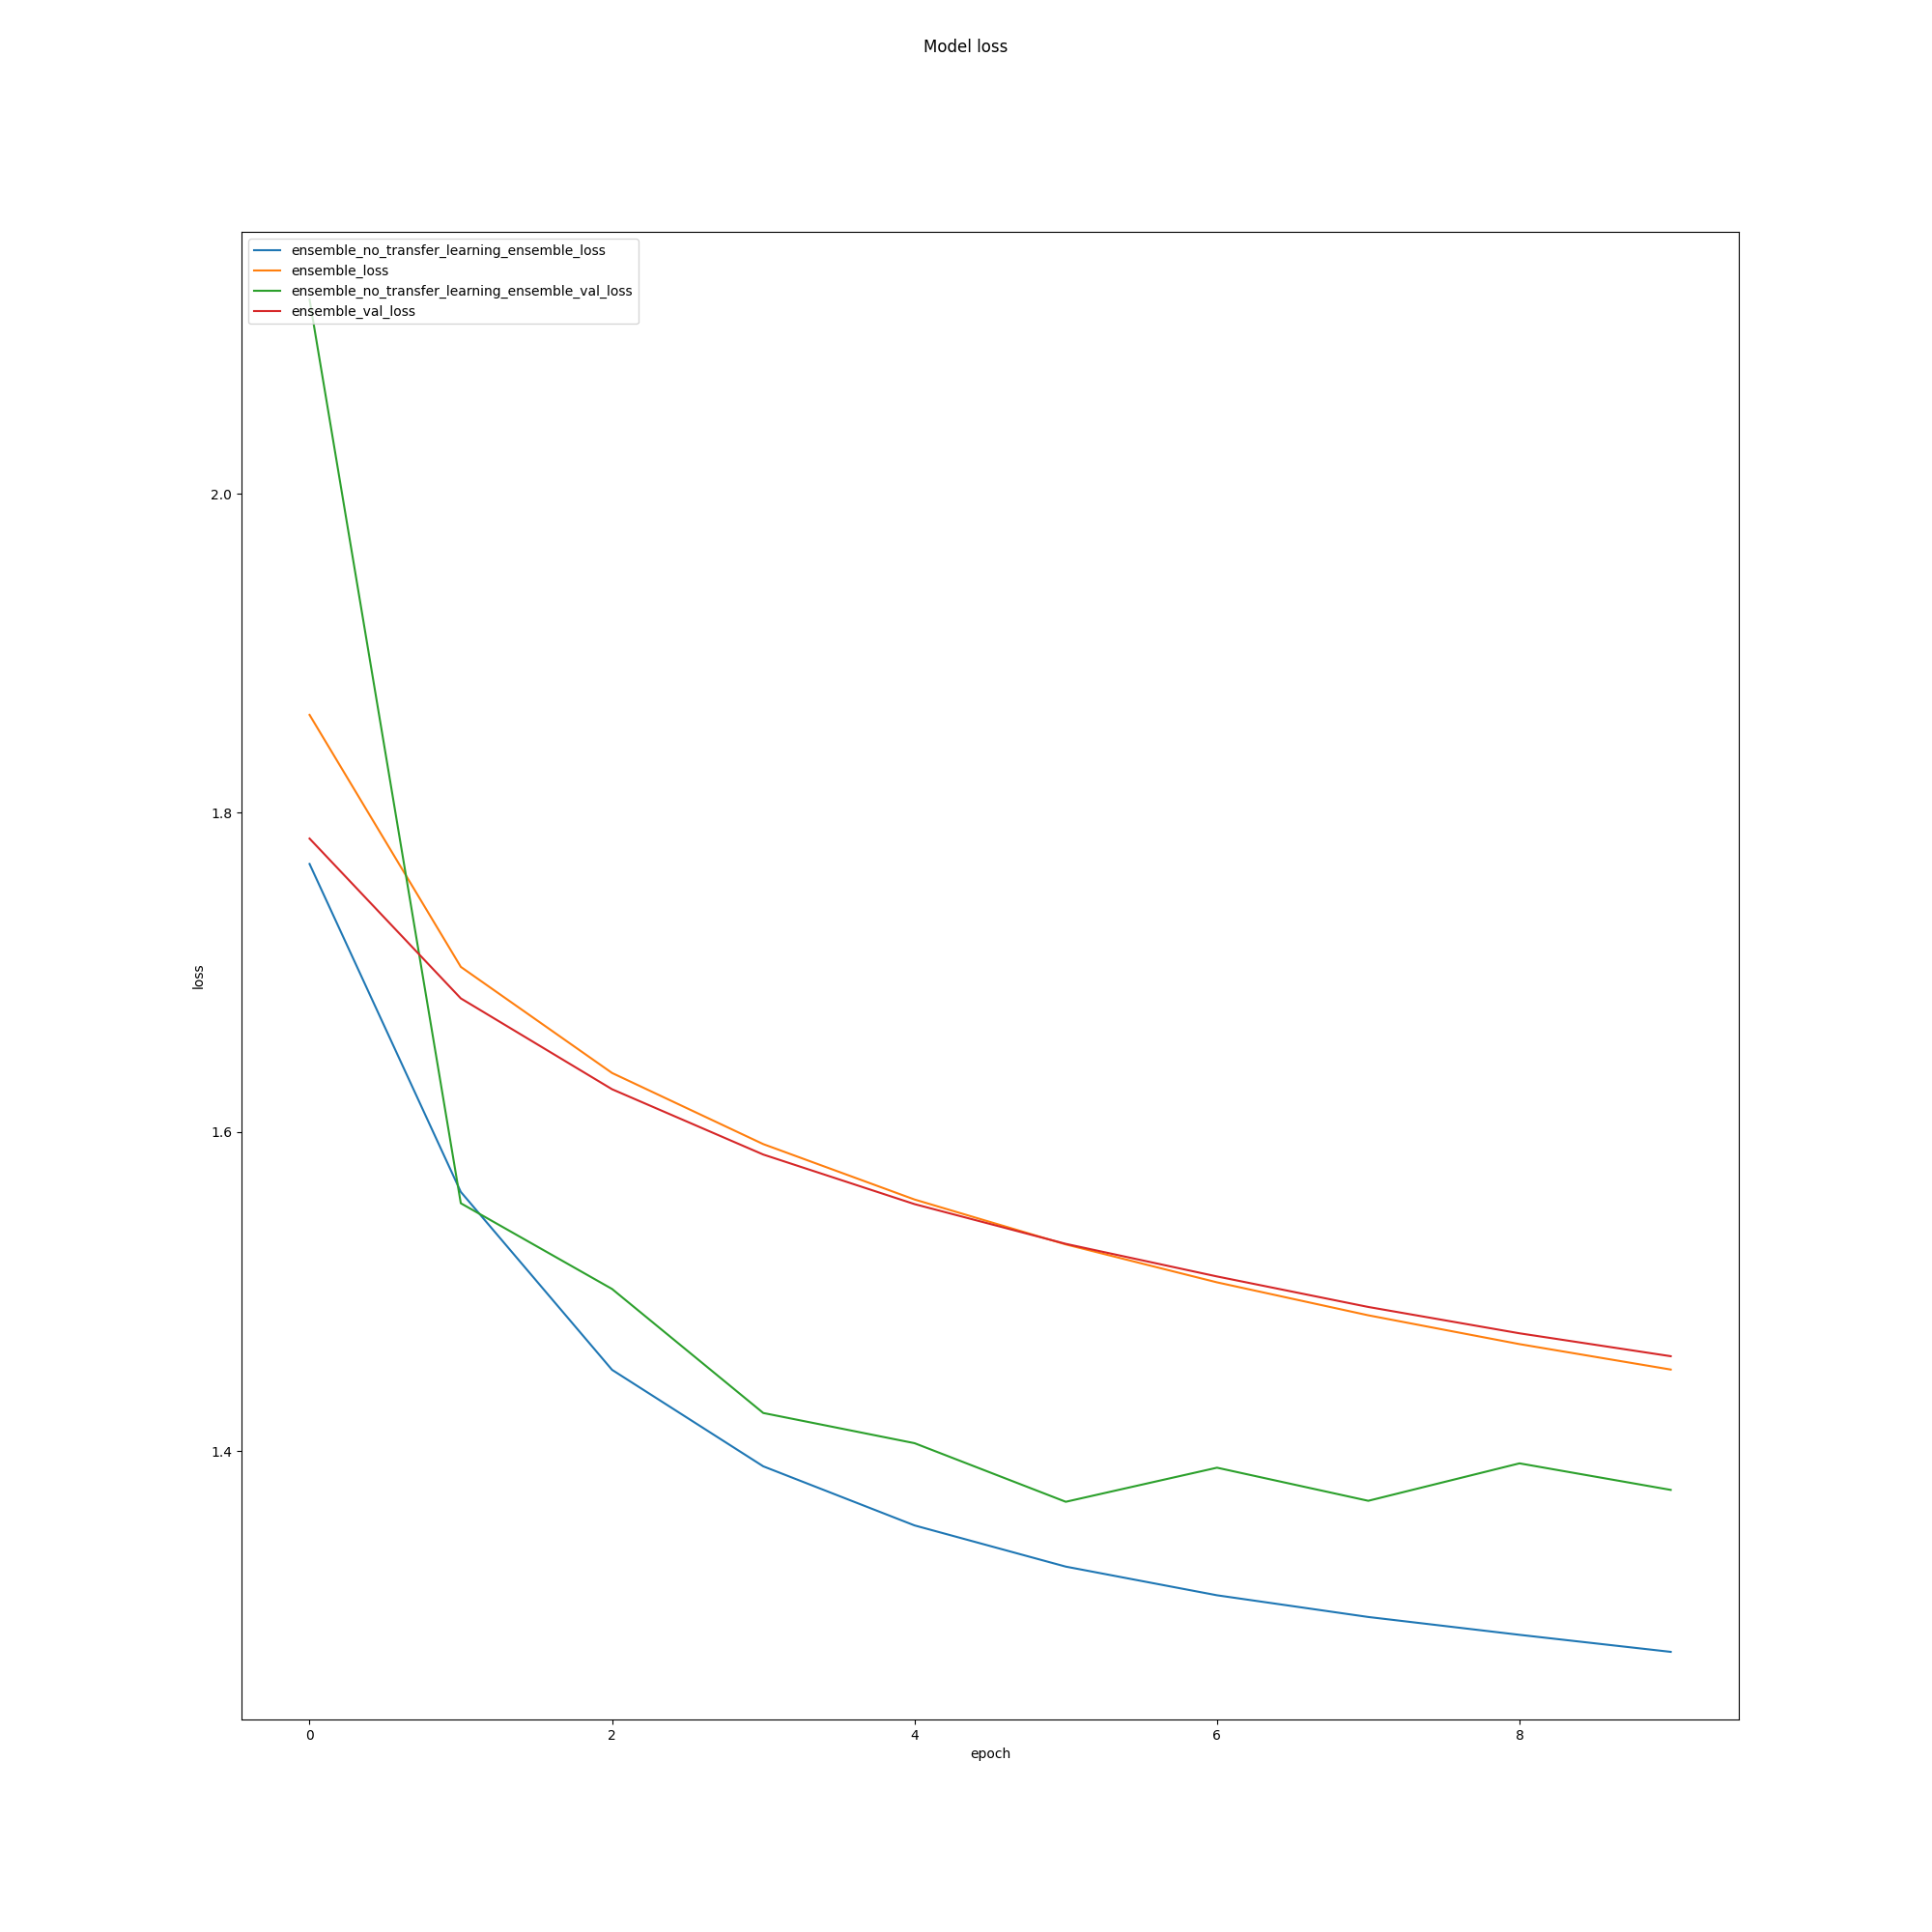 Model loss
ensemble_no_transfer_learning_ensemble_loss
ensemble_loss
ensemble_no_transfer_learning_ensemble_val_loss
ensemble_val_loss
2.0
1.8
1.6
1.4
loss
0 2 4 6 8
epoch